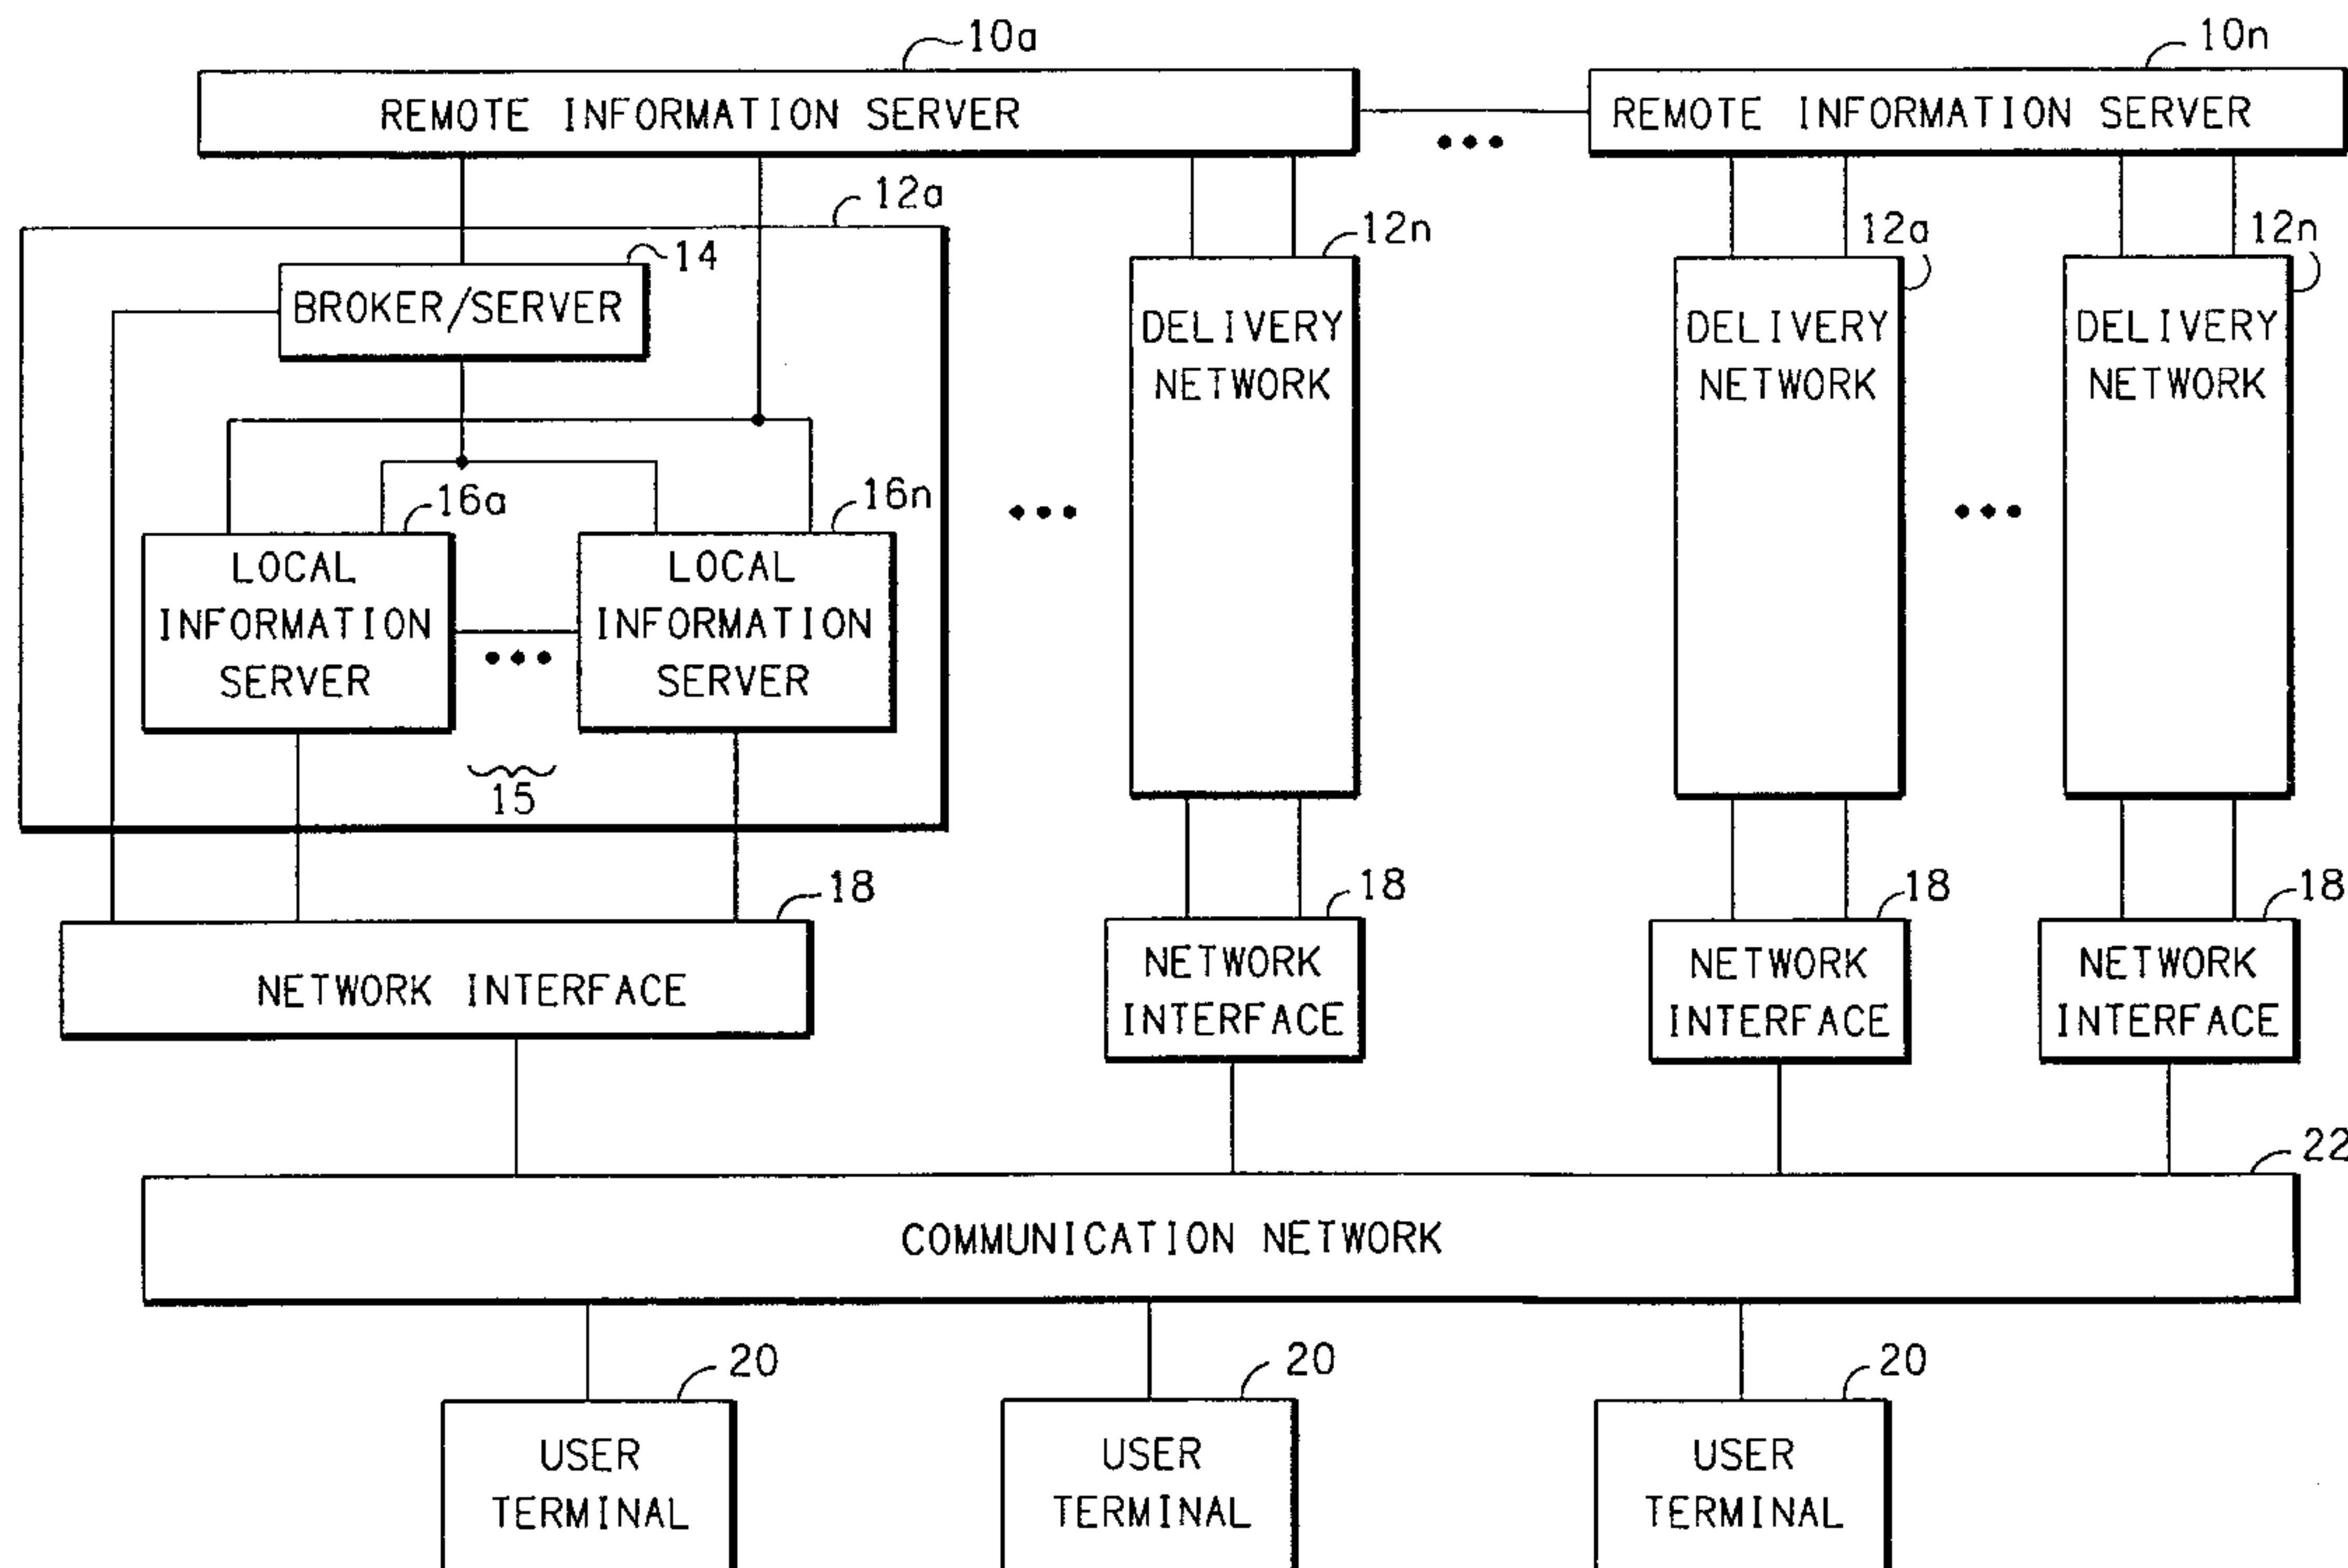 10a
10n
REMOTE INFORMATION SERVER
REMOTE INFORMATION SERVER
12a
14
BROKER/SERVER
12n
12a
12n
DELIVERY
NETWORK
DELIVERY
NETWORK
DELIVERY
NETWORK
16a
16n
LOCAL
INFORMATION
SERVER
LOCAL
INFORMATION
SERVER
15
18
18
18
18
NETWORK INTERFACE
NETWORK
INTERFACE
NETWORK
INTERFACE
NETWORK
INTERFACE
22
COMMUNICATION NETWORK
20
20
20
USER
TERMINAL
USER
TERMINAL
USER
TERMINAL